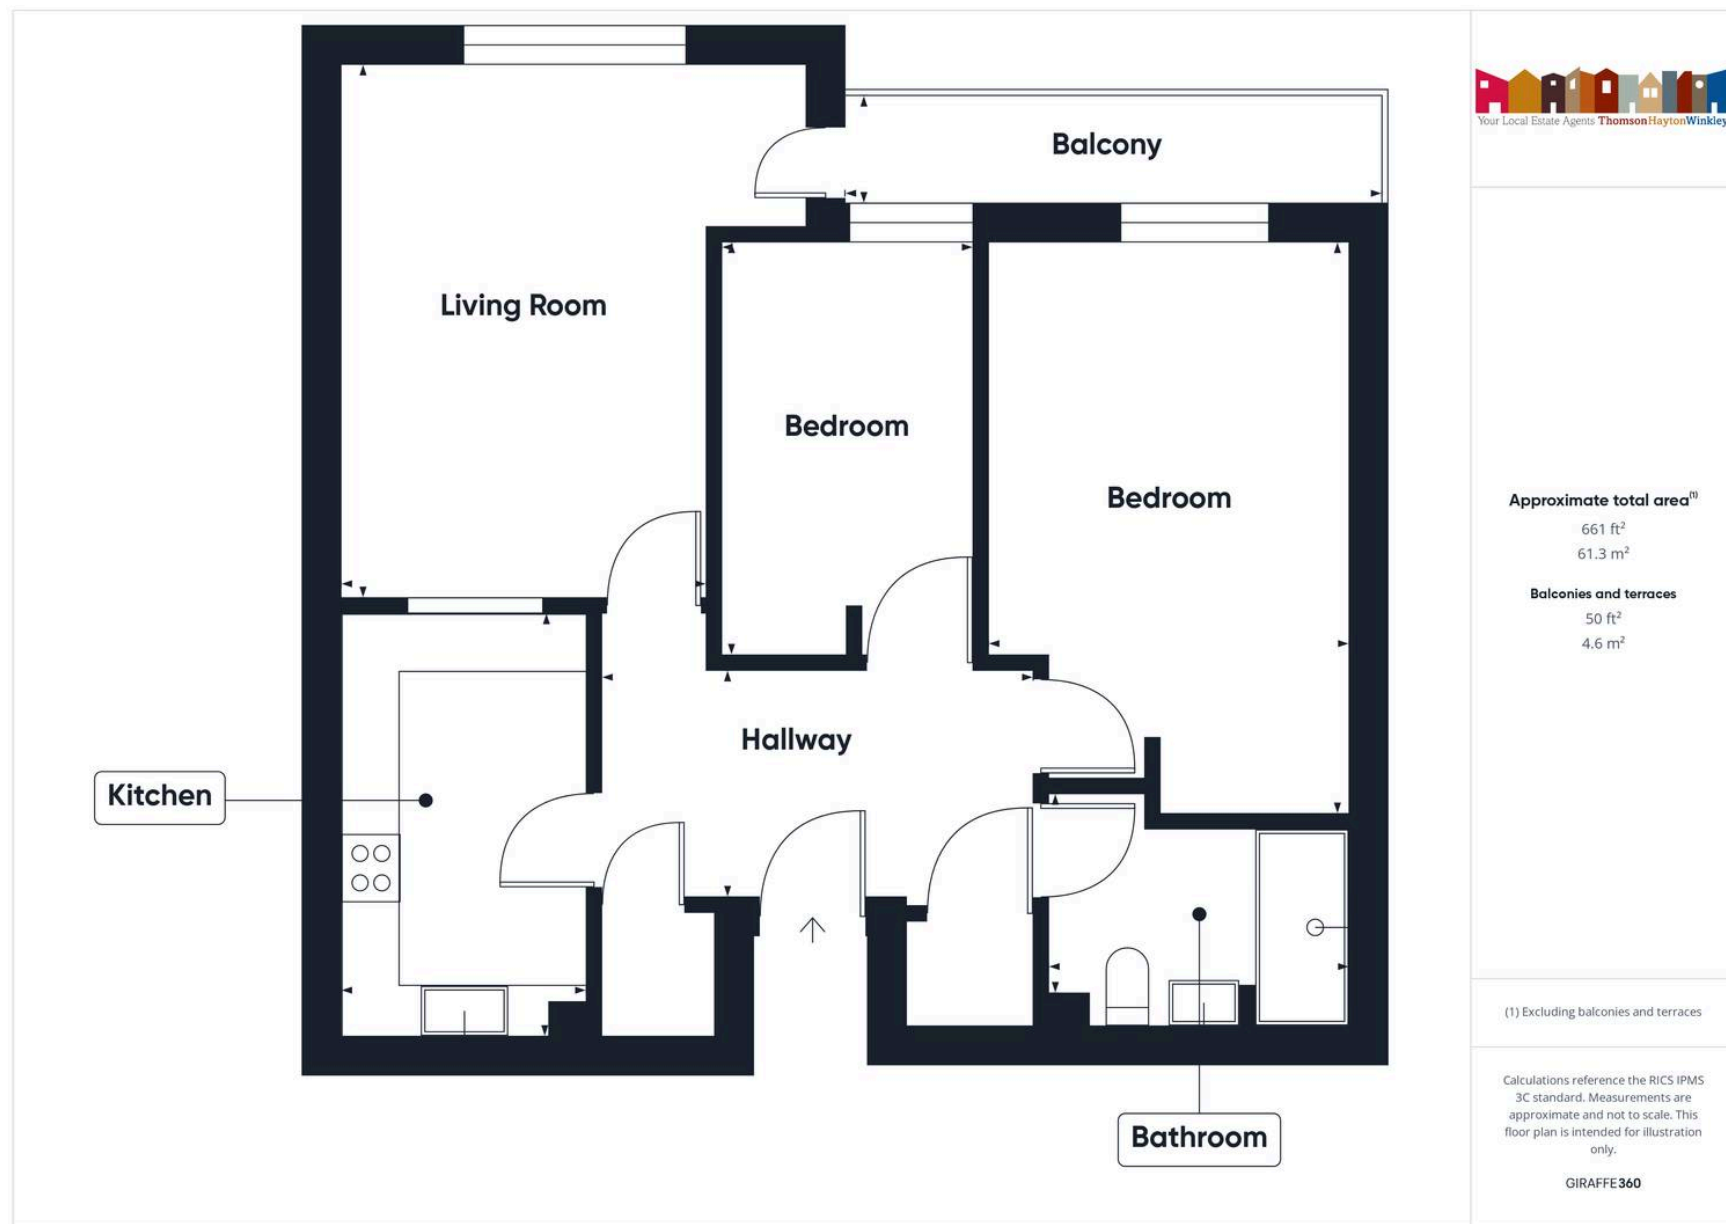 Your Local Estate Agents ThomsonHaytonWinkley
Balcony
Living Room
Bedroom
Bedroom
Hallway
Kitchen
Bathroom
Approximate total area(1)
661 ft²
61.3 m²
Balconies and terraces
50 ft²
4.6 m²
(1) Excluding balconies and terraces
Calculations reference the RICS IPMS
3C standard. Measurements are
approximate and not to scale. This
floor plan is intended for illustration
only.
GIRAFFE360